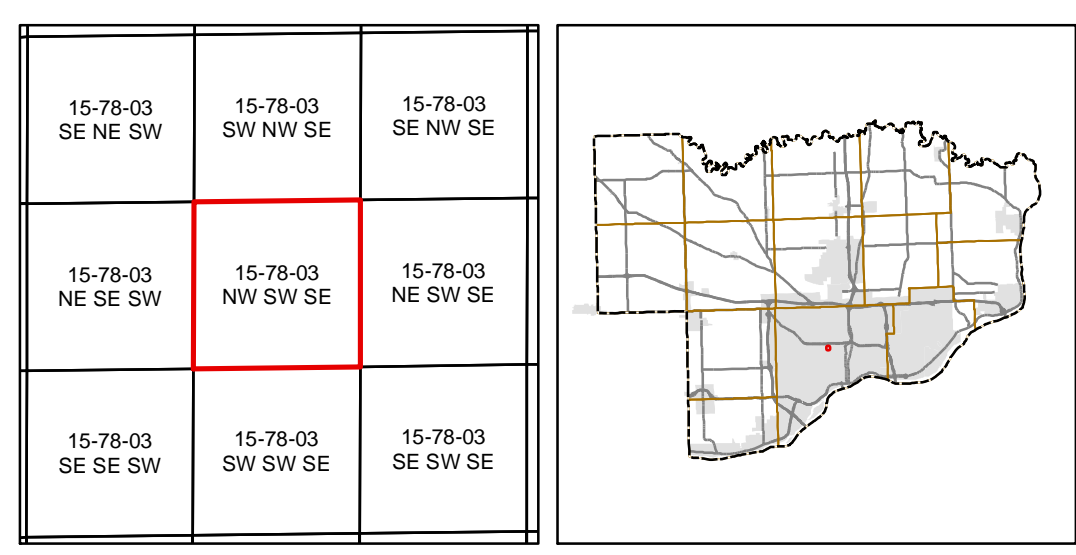 15-78-03
SE NE SW
15-78-03
SW NW SE
15-78-03
SE NW SE
15-78-03
NE SE SW
15-78-03
NW SW SE
15-78-03
NE SW SE
15-78-03
SE SE SW
15-78-03
SW SW SE
15-78-03
SE SW SE